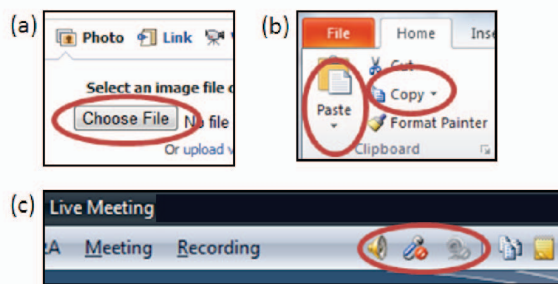 (a)
Photo Link
Select an image file
Choose File No file
Or upload
(b)
File Home Inse
Cut
Paste
Copy
Format Painter
Clipboard
(c)
Live Meeting
Meeting Recording